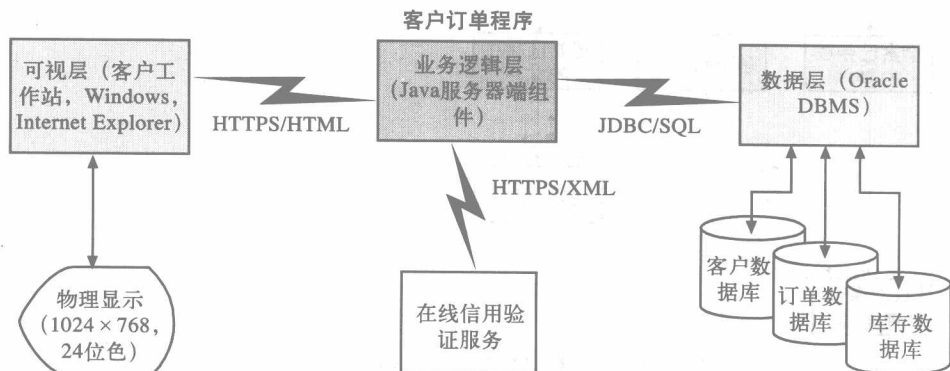 客户订单程序
可视层（客户工
作站，Windows，
Internet Explorer）
HTTPS/HTML
业务逻辑层
（Java服务器端组
件）
JDBC/SQL
数据层（Oracle
DBMS）
HTTPS/XML
物理显示
（1024×768，
24位色）
在线信用验
证服务
客户数
据库
订单数
据库
库存数
据库